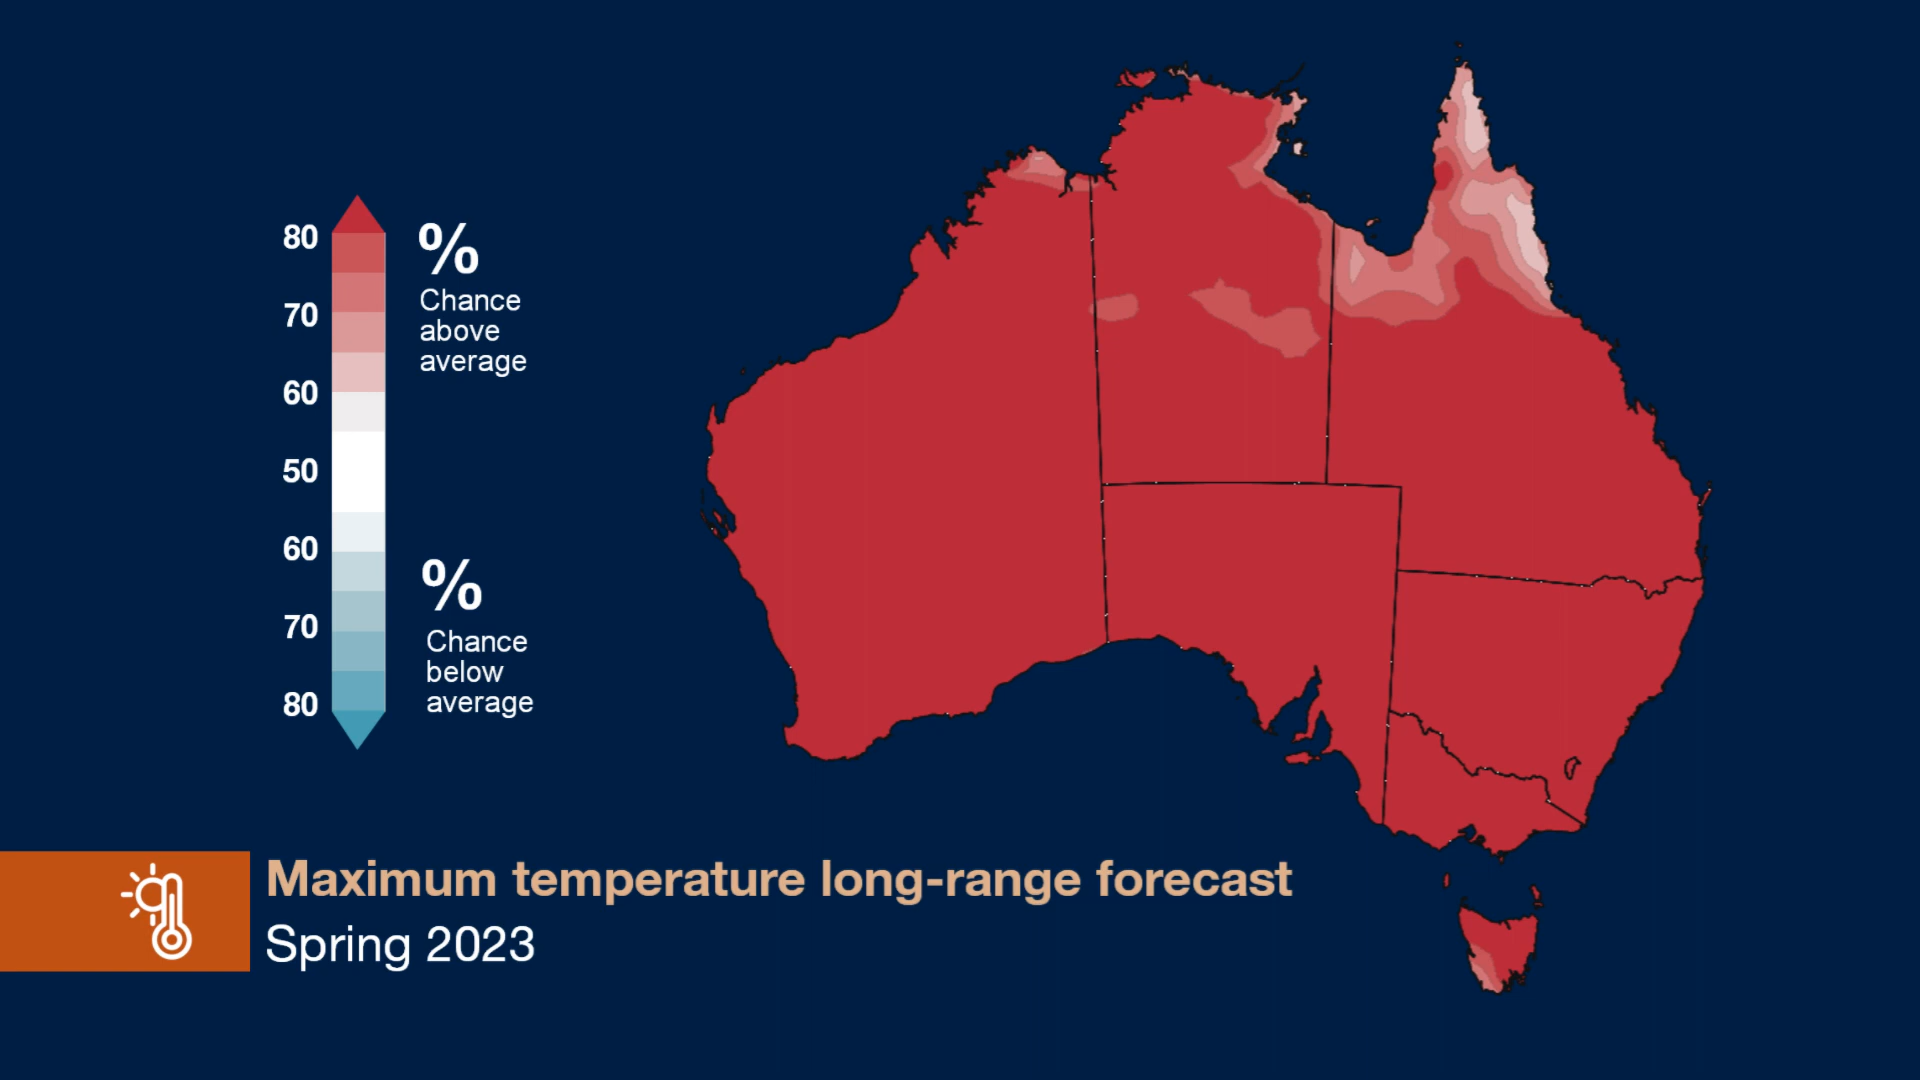 80
70
60
50
60
70
80
%
Chance
above
average
%
Chance
below
average
Maximum temperature long-range forecast
Spring 2023